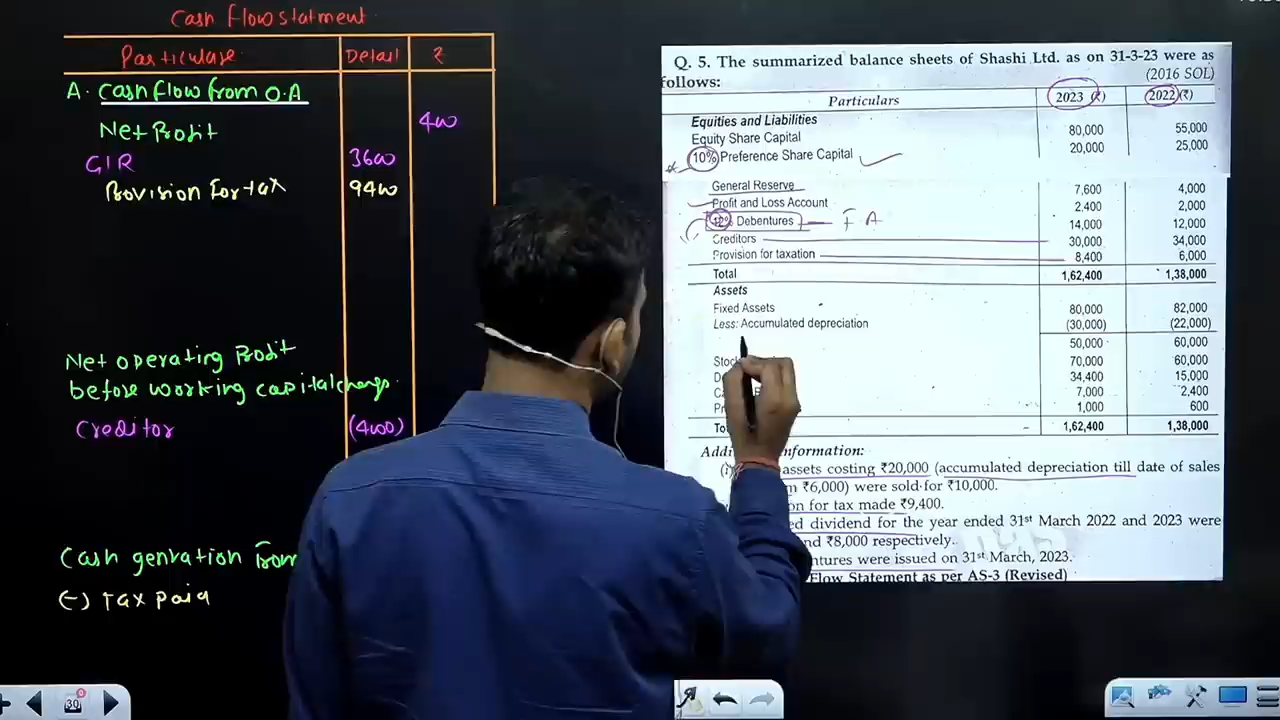 Cash flow statment
Particulars Detail ₹
A. Cash flow from O.A
Net Profit 400
GIR 3600
Provision For tax 9400
Net operating Profit
before working capital change.
Creditor (4000)
Cash genration from
(-) Tax paid
Q. 5. The summarized balance sheets of Shashi Ltd. as on 31-3-23 were as
follows: (2016 SOL)
Particulars 2023 (₹) 2022(₹)
Equities and Liabilities
Equity Share Capital 80,000 55,000
10% Preference Share Capital 20,000 25,000
General Reserve 7,600 4,000
Profit and Loss Account 2,400 2,000
12% Debentures F A 14,000 12,000
Creditors 30,000 34,000
Provision for taxation 8,400 6,000
Total 1,62,400 1,38,000
Assets
Fixed Assets 80,000 82,000
Less: Accumulated depreciation (30,000) (22,000)
50,000 60,000
Stock 70,000 60,000
34,400 15,000
7,000 2,400
1,000 600
1,62,400 1,38,000
information:
assets costing ₹20,000 (accumulated depreciation till date of sales
₹6,000) were sold for ₹10,000.
for tax made ₹9,400.
dividend for the year ended 31st March 2022 and 2023 were
₹8,000 respectively.
were issued on 31st March, 2023.
Flow Statement as per AS-3 (Revised)
30